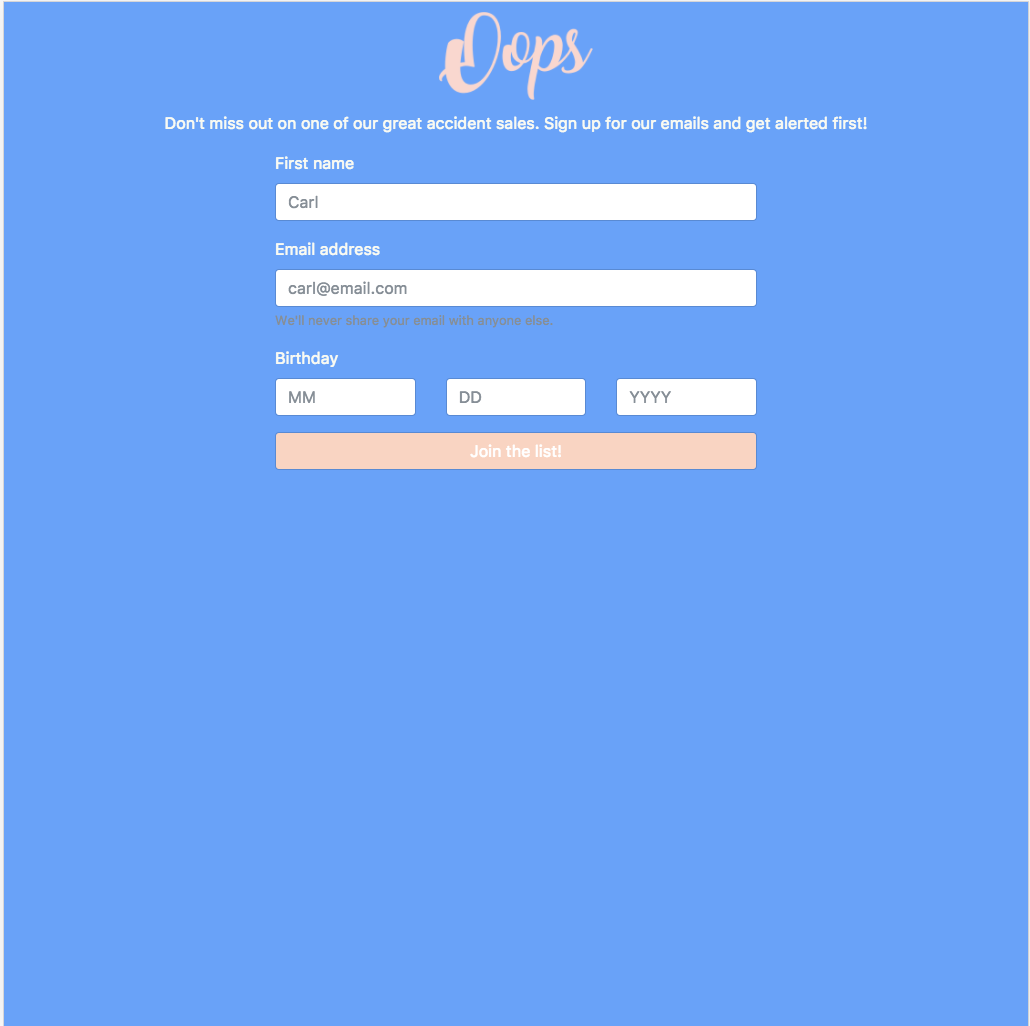 Oops
Don't miss out on one of our great accident sales. Sign up for our emails and get alerted first!
First name
Carl
Email address
carl@email.com
We'll never share your email with anyone else.
Birthday
MM DD YYYY
Join the list!